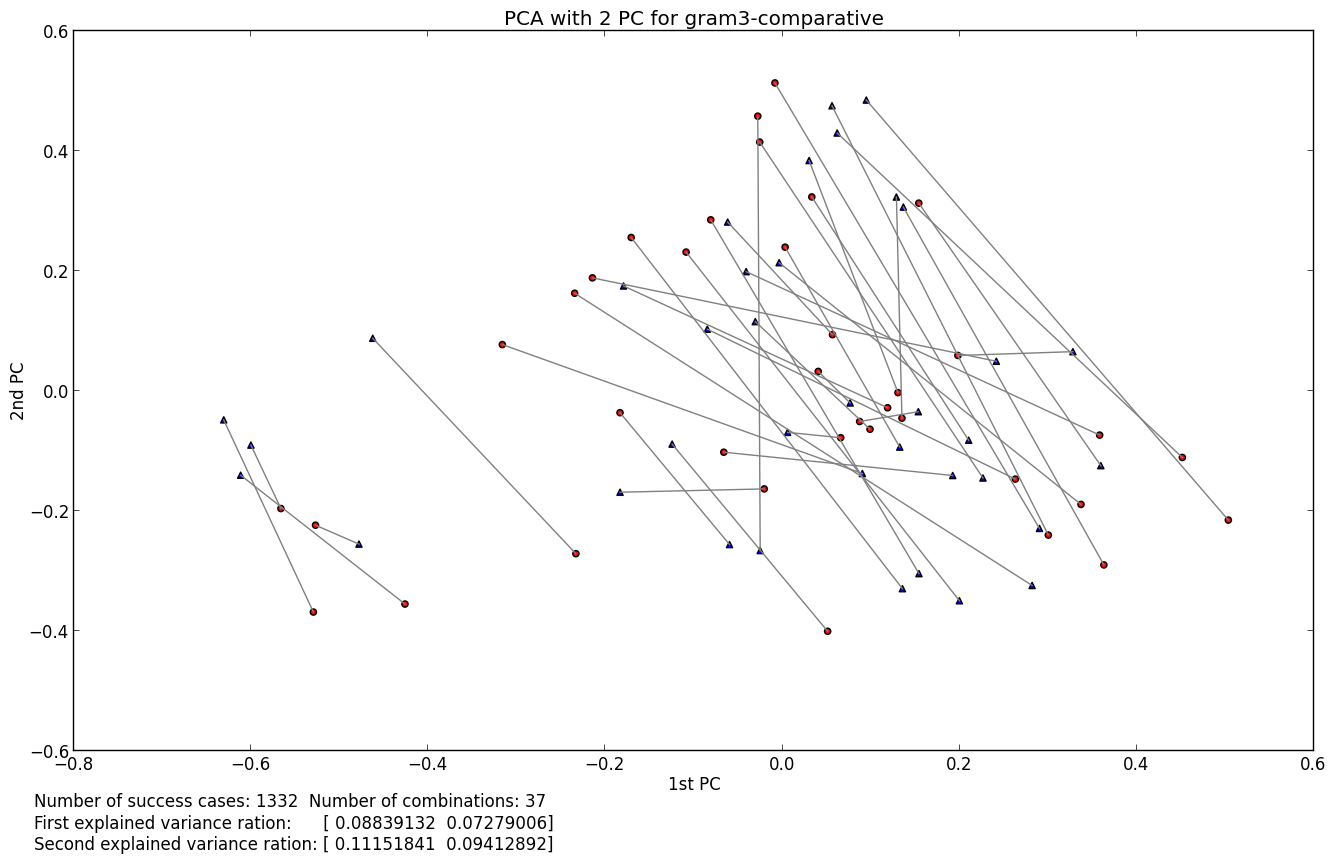 PCA with 2 PC for gram3-comparative
0.6
0.4
0.2
0.0
−0.2
−0.4
−0.6
2nd PC
−0.8 −0.6 −0.4 −0.2 0.0 0.2 0.4 0.6
1st PC
Number of success cases: 1332  Number of combinations: 37
First explained variance ration:      [ 0.08839132  0.07279006]
Second explained variance ration: [ 0.11151841  0.09412892]